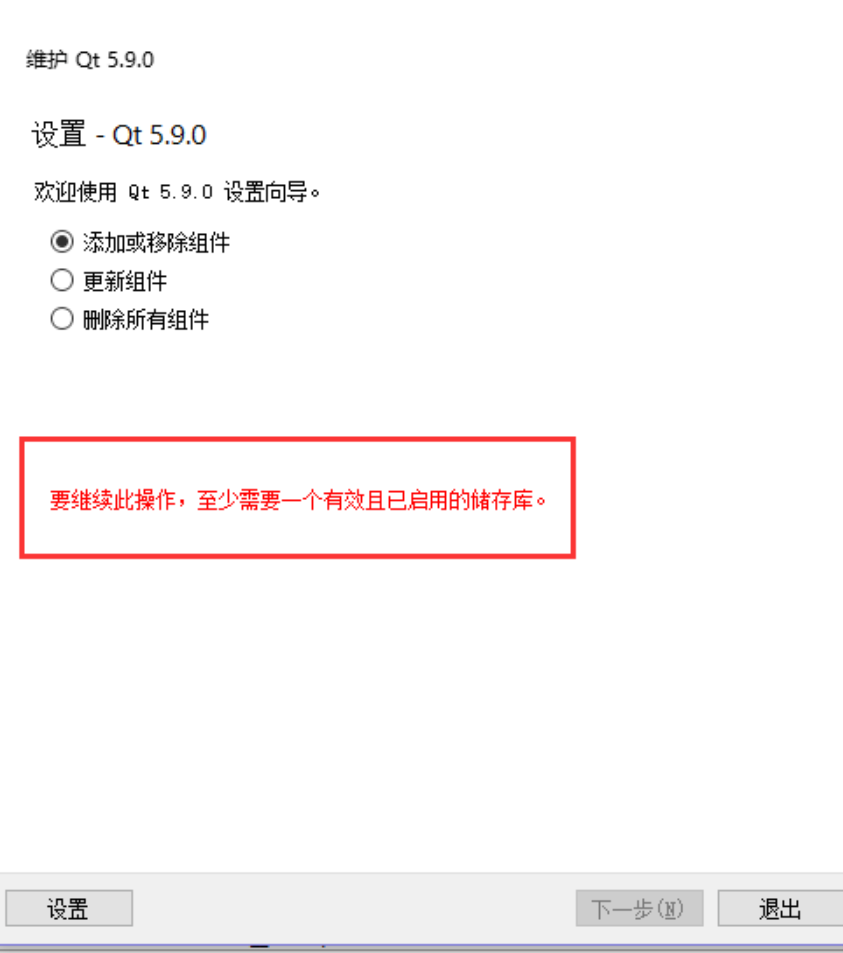 维护 Qt 5.9.0
设置 - Qt 5.9.0
欢迎使用 Qt 5.9.0 设置向导。
添加或移除组件
更新组件
删除所有组件
要继续此操作，至少需要一个有效且已启用的储存库。
设置
下一步(N)
退出